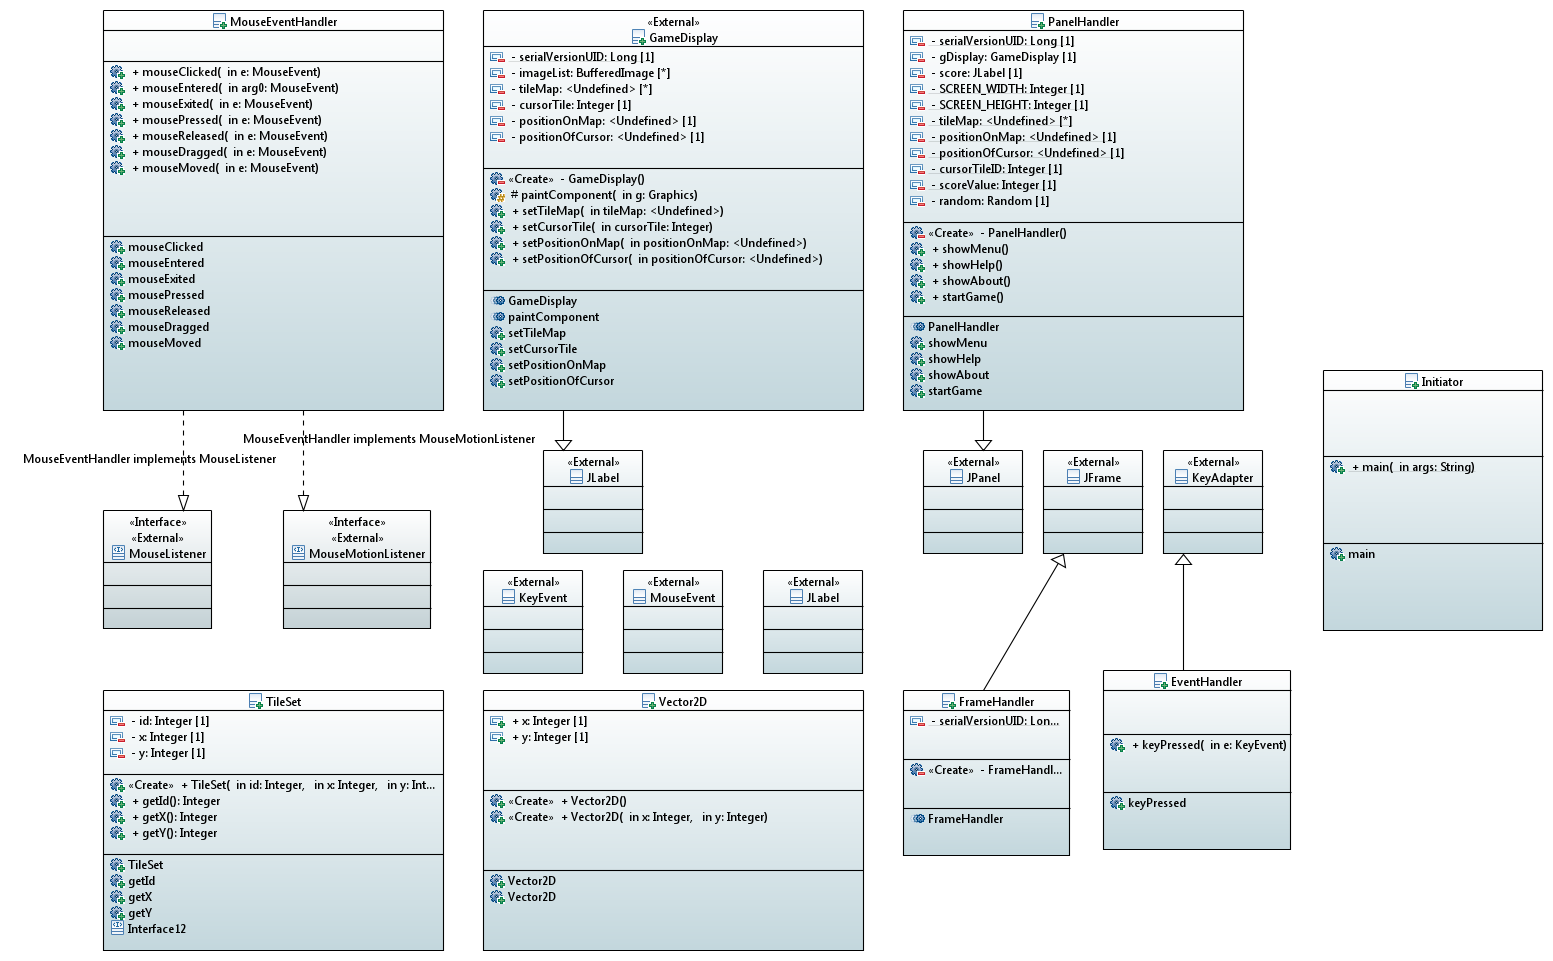 MouseEventHandler
+ mouseClicked( in e: MouseEvent)
+ mouseEntered( in arg0: MouseEvent)
+ mouseExited( in e: MouseEvent)
+ mousePressed( in e: MouseEvent)
+ mouseReleased( in e: MouseEvent)
+ mouseDragged( in e: MouseEvent)
+ mouseMoved( in e: MouseEvent)
mouseClicked
mouseEntered
mouseExited
mousePressed
mouseReleased
mouseDragged
mouseMoved
«External»
GameDisplay
- serialVersionUID: Long [1]
- imageList: BufferedImage [*]
- tileMap: <Undefined> [*]
- cursorTile: Integer [1]
- positionOnMap: <Undefined> [1]
- positionOfCursor: <Undefined> [1]
«Create» - GameDisplay()
# paintComponent( in g: Graphics)
+ setTileMap( in tileMap: <Undefined>)
+ setCursorTile( in cursorTile: Integer)
+ setPositionOnMap( in positionOnMap: <Undefined>)
+ setPositionOfCursor( in positionOfCursor: <Undefined>)
GameDisplay
paintComponent
setTileMap
setCursorTile
setPositionOnMap
setPositionOfCursor
PanelHandler
- serialVersionUID: Long [1]
- gDisplay: GameDisplay [1]
- score: JLabel [1]
- SCREEN_WIDTH: Integer [1]
- SCREEN_HEIGHT: Integer [1]
- tileMap: <Undefined> [*]
- positionOnMap: <Undefined> [1]
- positionOfCursor: <Undefined> [1]
- cursorTileID: Integer [1]
- scoreValue: Integer [1]
- random: Random [1]
«Create» - PanelHandler()
+ showMenu()
+ showHelp()
+ showAbout()
+ startGame()
PanelHandler
showMenu
showHelp
showAbout
startGame
Initiator
+ main( in args: String)
main
MouseEventHandler implements MouseMotionListener
MouseEventHandler implements MouseListener
«Interface»
«External»
MouseListener
«Interface»
«External»
MouseMotionListener
«External»
JLabel
«External»
JPanel
«External»
JFrame
«External»
KeyAdapter
«External»
KeyEvent
«External»
MouseEvent
«External»
JLabel
TileSet
- id: Integer [1]
- x: Integer [1]
- y: Integer [1]
«Create» + TileSet( in id: Integer, in x: Integer, in y: Int...
+ getId(): Integer
+ getX(): Integer
+ getY(): Integer
TileSet
getId
getX
getY
Interface12
Vector2D
+ x: Integer [1]
+ y: Integer [1]
«Create» + Vector2D()
«Create» + Vector2D( in x: Integer, in y: Integer)
Vector2D
Vector2D
FrameHandler
- serialVersionUID: Lon...
«Create» - FrameHandl...
FrameHandler
EventHandler
+ keyPressed( in e: KeyEvent)
keyPressed